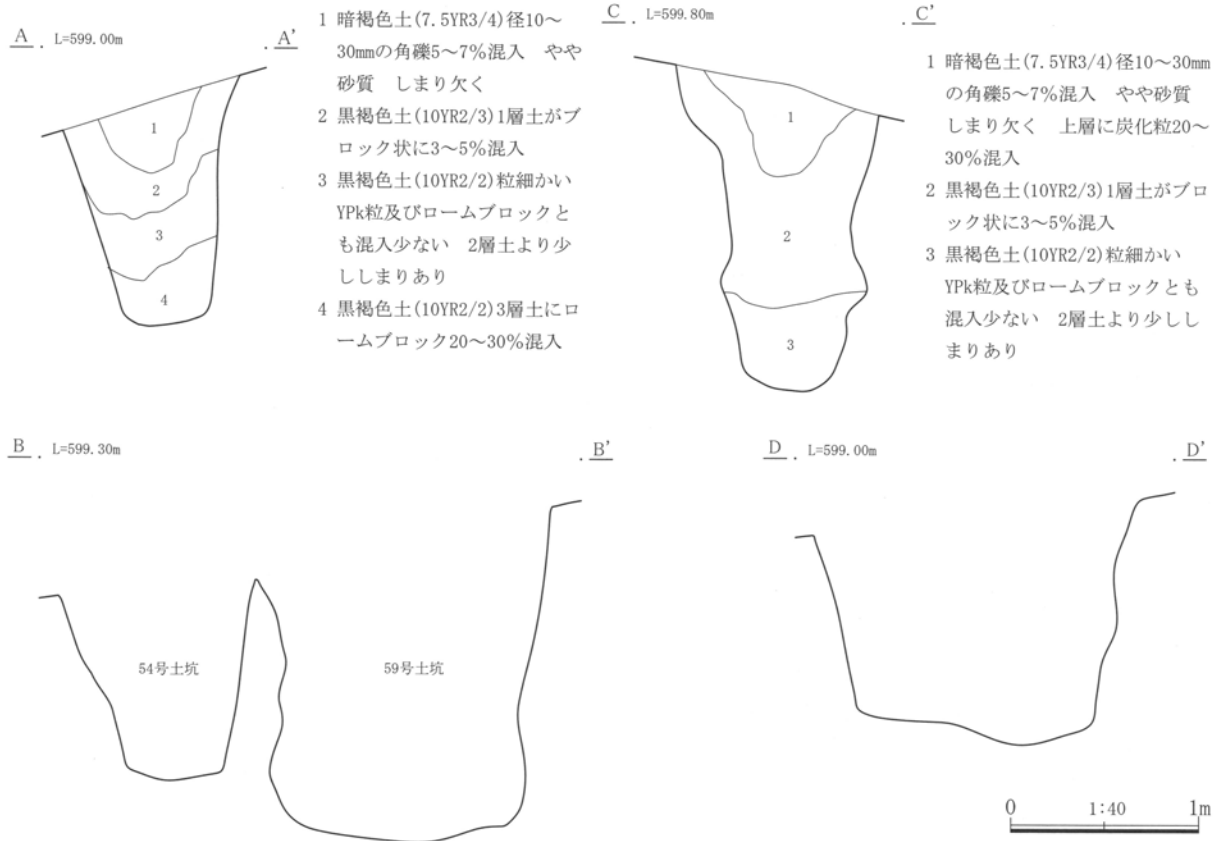 A . L=599.00m . A'
1 暗褐色土(7.5YR3/4)径10～
30mmの角礫5～7%混入　やや
砂質　しまり欠く
2 黒褐色土(10YR2/3)1層土がブ
ロック状に3～5%混入
3 黒褐色土(10YR2/2)粒細かい
YPk粒及びロームブロックと
も混入少ない　2層土より少
ししまりあり
4 黒褐色土(10YR2/2)3層土にロ
ームブロック20～30%混入
1
2
3
4
C . L=599.80m . C'
1 暗褐色土(7.5YR3/4)径10～30mm
の角礫5～7%混入　やや砂質
しまり欠く　上層に炭化粒20～
30%混入
2 黒褐色土(10YR2/3)1層土がブロ
ック状に3～5%混入
3 黒褐色土(10YR2/2)粒細かい
YPk粒及びロームブロックとも
混入少ない　2層土より少しし
まりあり
1
2
3
B . L=599.30m . B'
54号土坑
59号土坑
D . L=599.00m . D'
0 1:40 1m